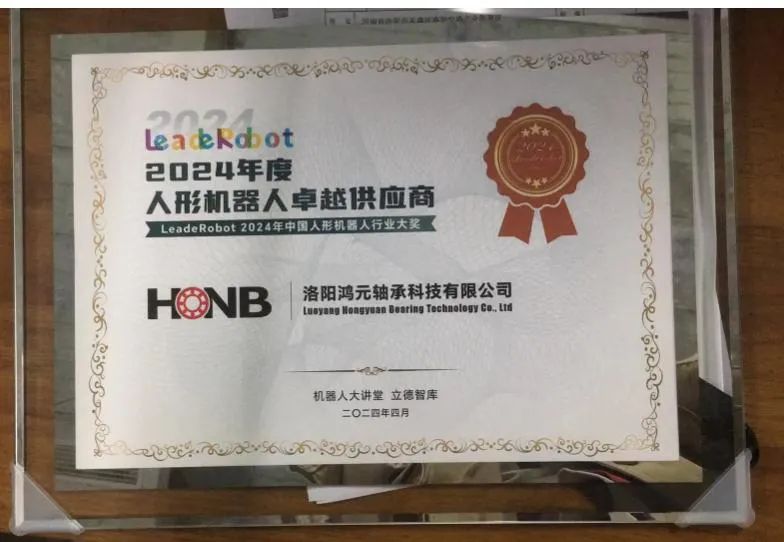 2024
LeadeRobot
2024年度
人形机器人卓越供应商
LeadeRobot 2024年中国人形机器人行业大奖
2024
LeadeRobot
HONB
洛阳鸿元轴承科技有限公司
Luoyang Hongyuan Bearing Technology Co., Ltd
机器人大讲堂 立德智库
二〇二四年四月